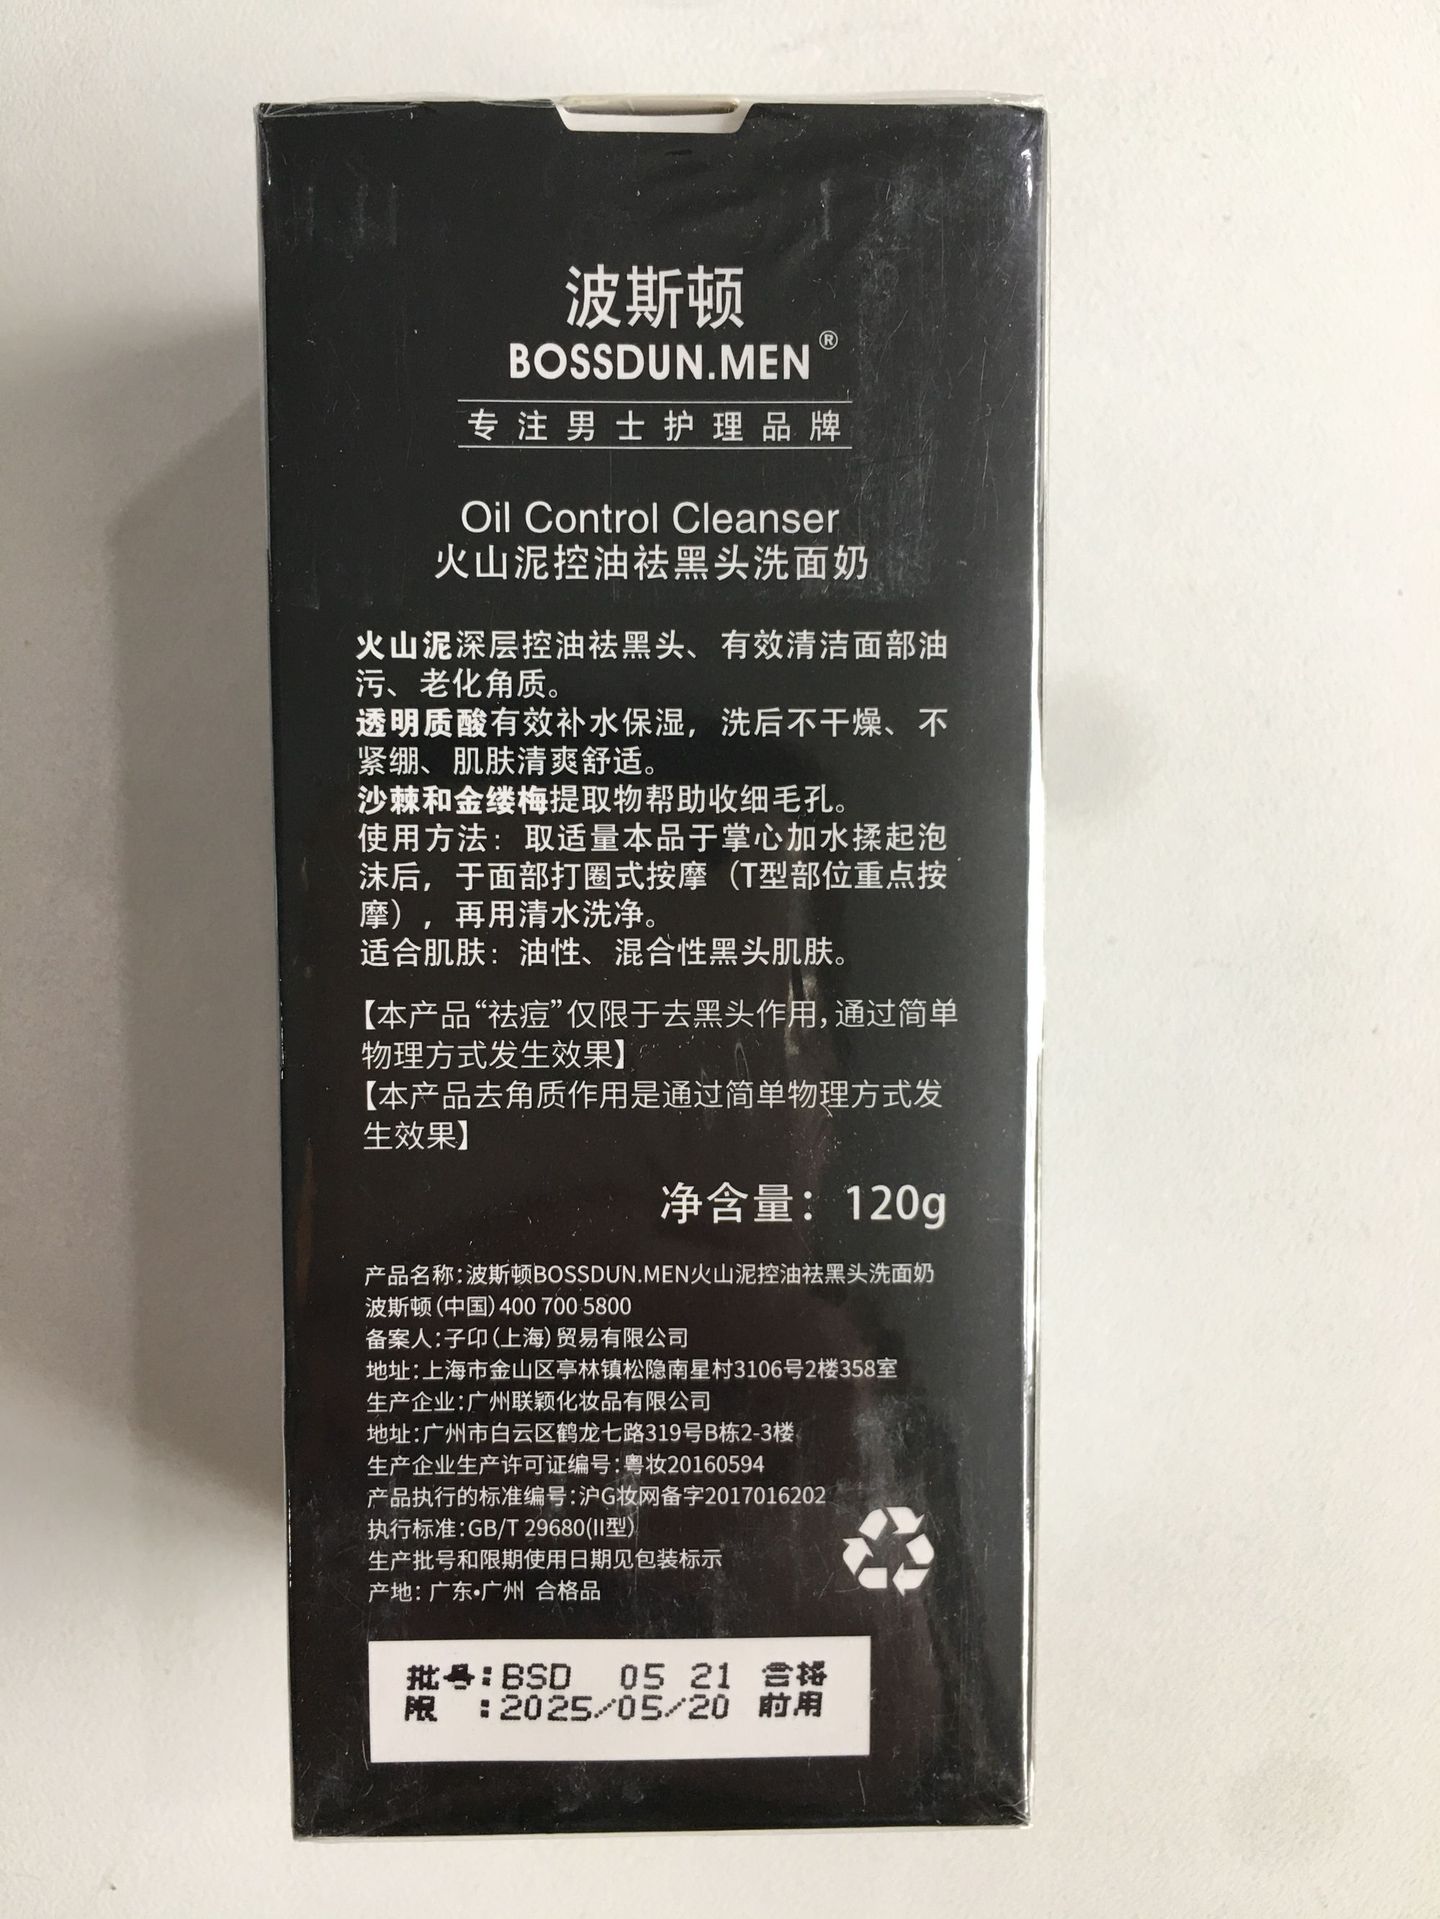 波斯顿
BOSSDUN.MEN®
专注男士护理品牌
Oil Control Cleanser
火山泥控油祛黑头洗面奶
火山泥深层控油祛黑头、有效清洁面部油
污、老化角质。
透明质酸有效补水保湿，洗后不干燥、不
紧绷、肌肤清爽舒适。
沙棘和金缕梅提取物帮助收细毛孔。
使用方法：取适量本品于掌心加水揉起泡
沫后，于面部打圈式按摩（T型部位重点按
摩），再用清水洗净。
适合肌肤：油性、混合性黑头肌肤。
【本产品“祛痘”仅限于去黑头作用，通过简单
物理方式发生效果】
【本产品去角质作用是通过简单物理方式发
生效果】
净含量：120g
产品名称：波斯顿BOSSDUN.MEN火山泥控油祛黑头洗面奶
波斯顿（中国）400 700 5800
备案人：子卯（上海）贸易有限公司
地址：上海市金山区亭林镇松隐南星村3106号2楼358室
生产企业：广州联颖化妆品有限公司
地址：广州市白云区鹤龙七路319号B栋2-3楼
生产企业生产许可证编号：粤妆20160594
产品执行的标准编号：沪G妆网备字2017016202
执行标准：GB/T 29680(II型)
生产批号和限期使用日期见包装标示
产地：广东•广州 合格品
批号：BSD 05 21 合格
限 ：2025/05/20 前用